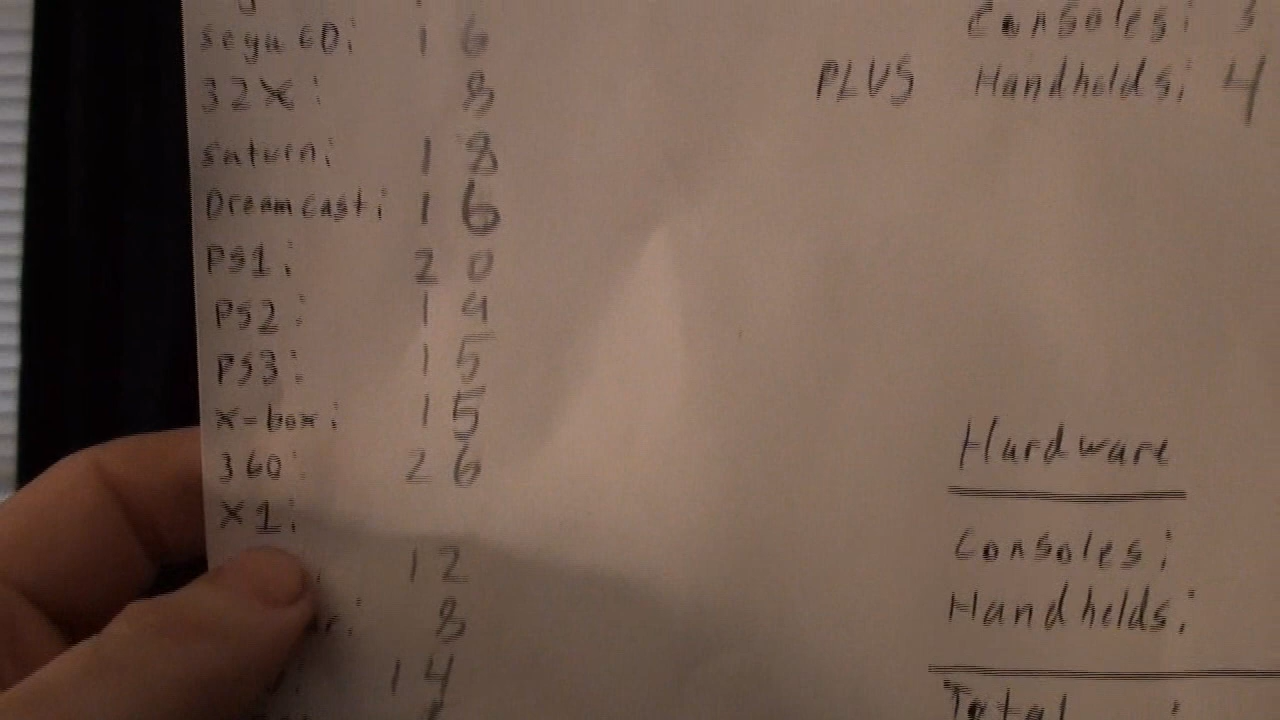 sega CD: 16
32X: 8
Saturn: 18
Dreamcast: 16
PS1: 20
PS2: 14
PS3: 15
X-box: 15
360: 26
X1:
12
r: 8
: 14
Consoles: 3
PLUS Handhelds: 4
Hardware
Consoles:
Handhelds:
Total :